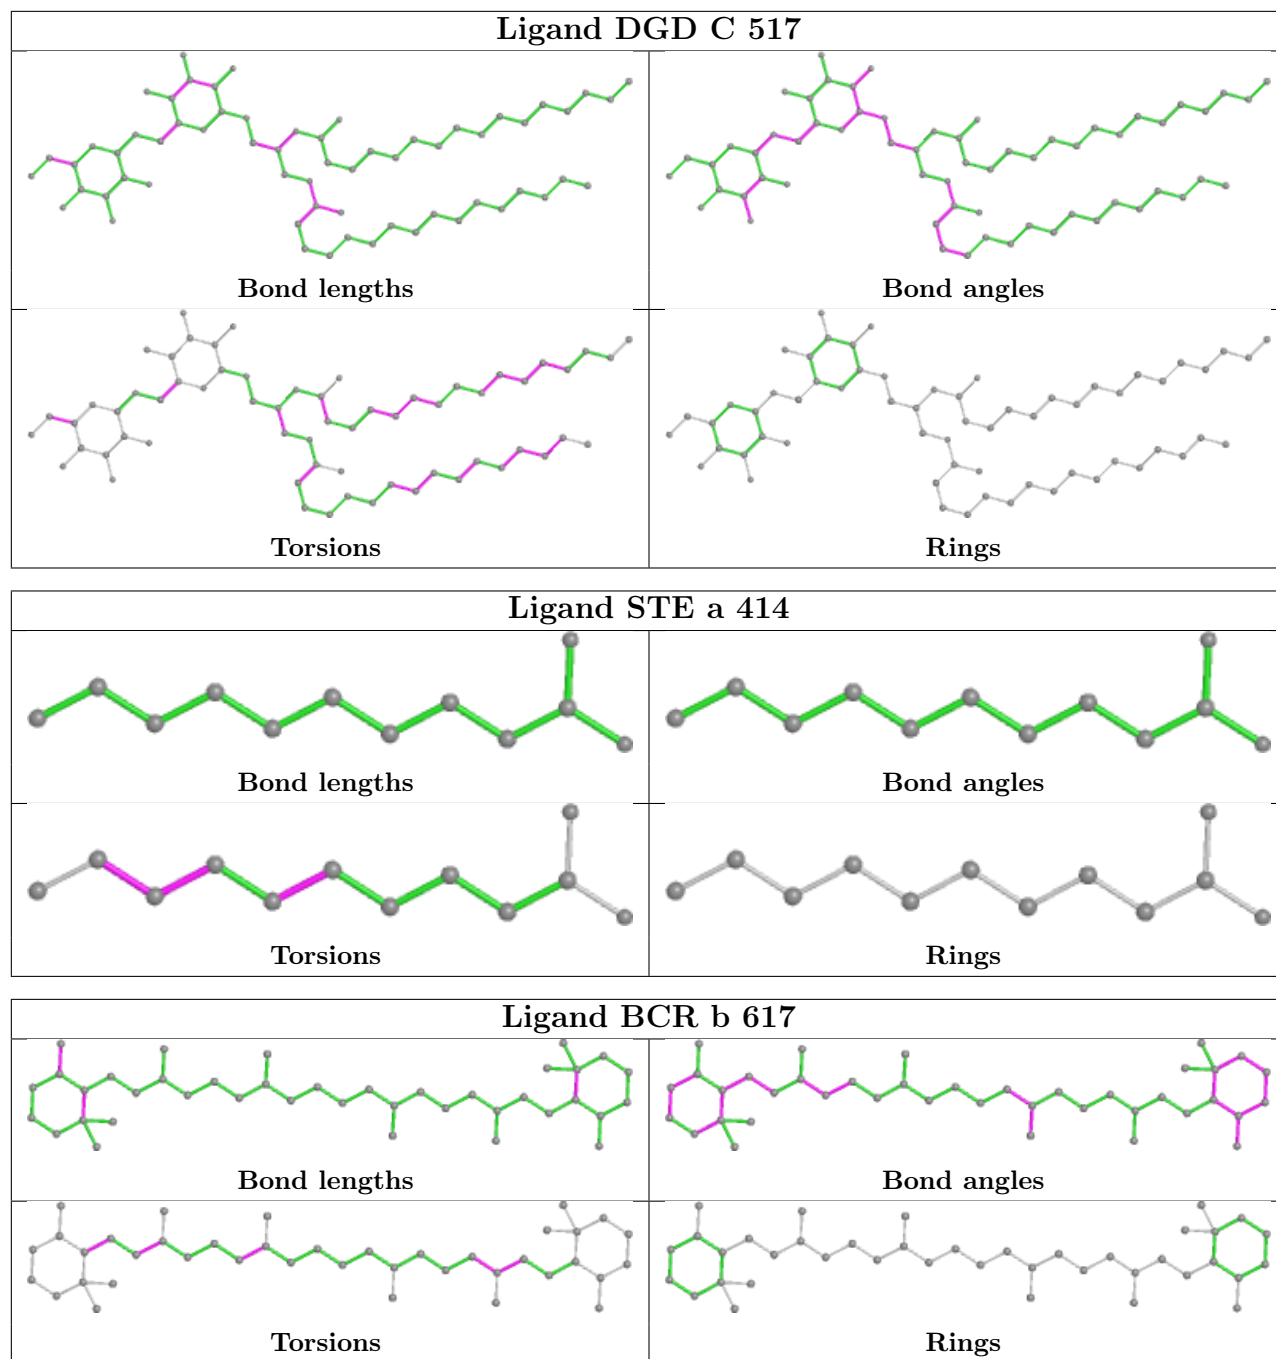 Ligand DGD C 517
Bond lengths
Bond angles
Torsions
Rings
Ligand STE a 414
Bond lengths
Bond angles
Torsions
Rings
Ligand BCR b 617
Bond lengths
Bond angles
Torsions
Rings